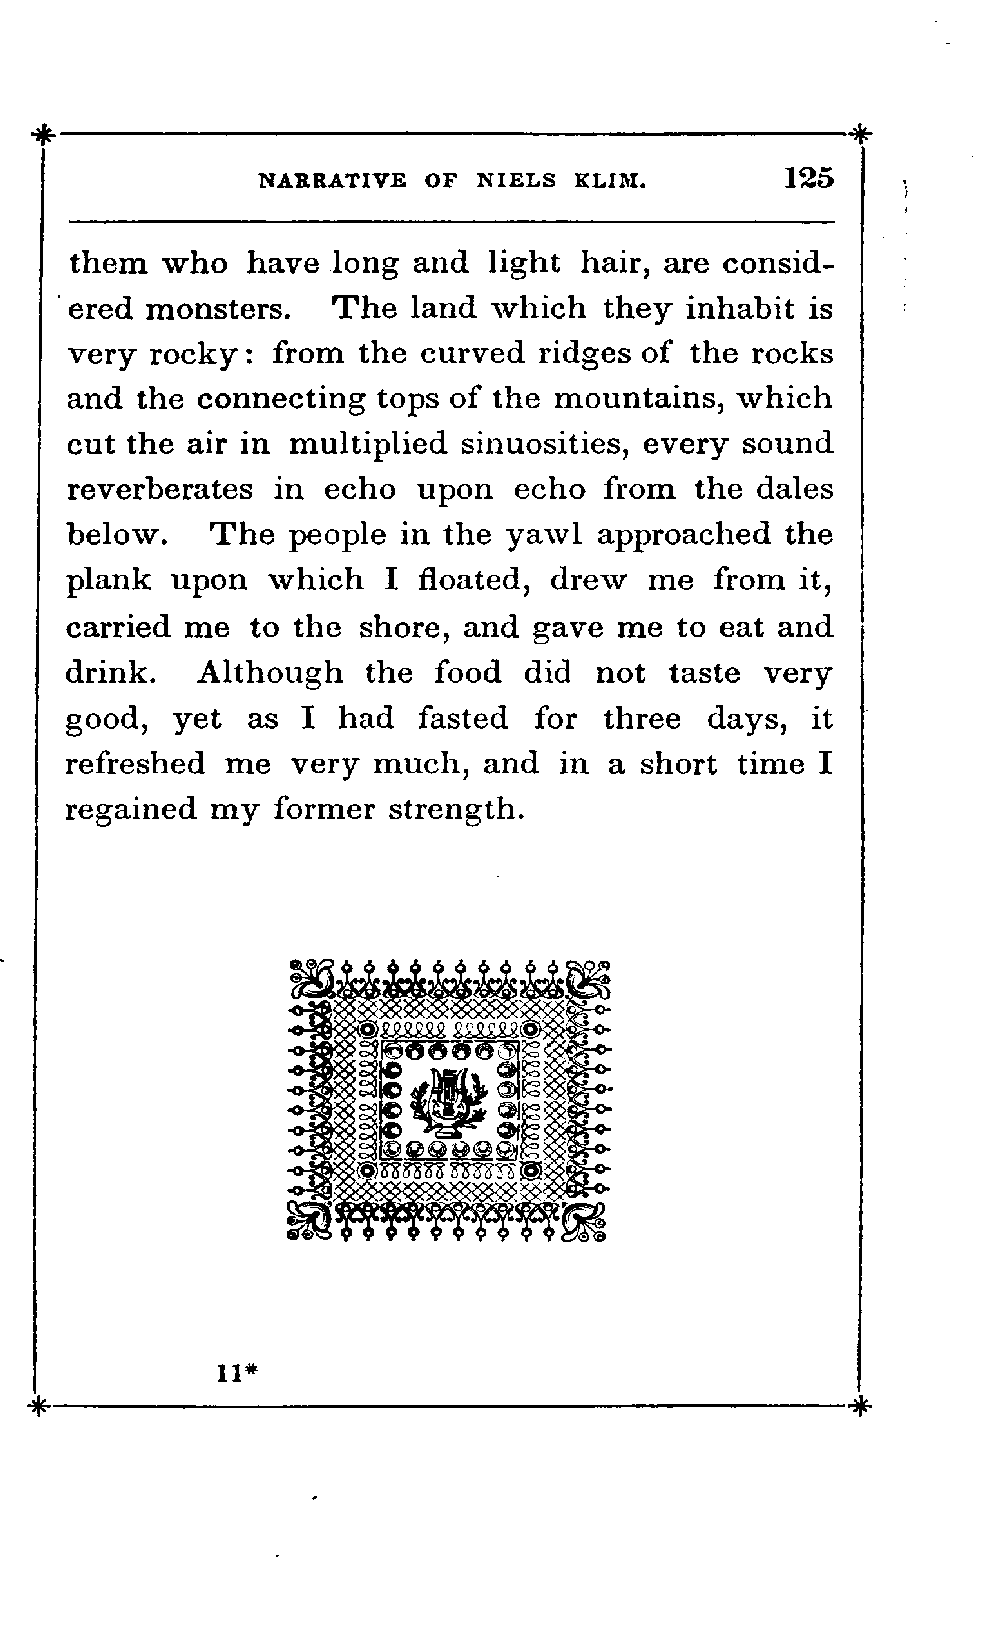 NARRATIVE OF NIELS KLIM. 125
them who have long and light hair, are consid-
ered monsters. The land which they inhabit is
very rocky: from the curved ridges of the rocks
and the connecting tops of the mountains, which
cut the air in multiplied sinuosities, every sound
reverberates in echo upon echo from the dales
below. The people in the yawl approached the
plank upon which I floated, drew me from it,
carried me to the shore, and gave me to eat and
drink. Although the food did not taste very
good, yet as I had fasted for three days, it
refreshed me very much, and in a short time I
regained my former strength.
11*